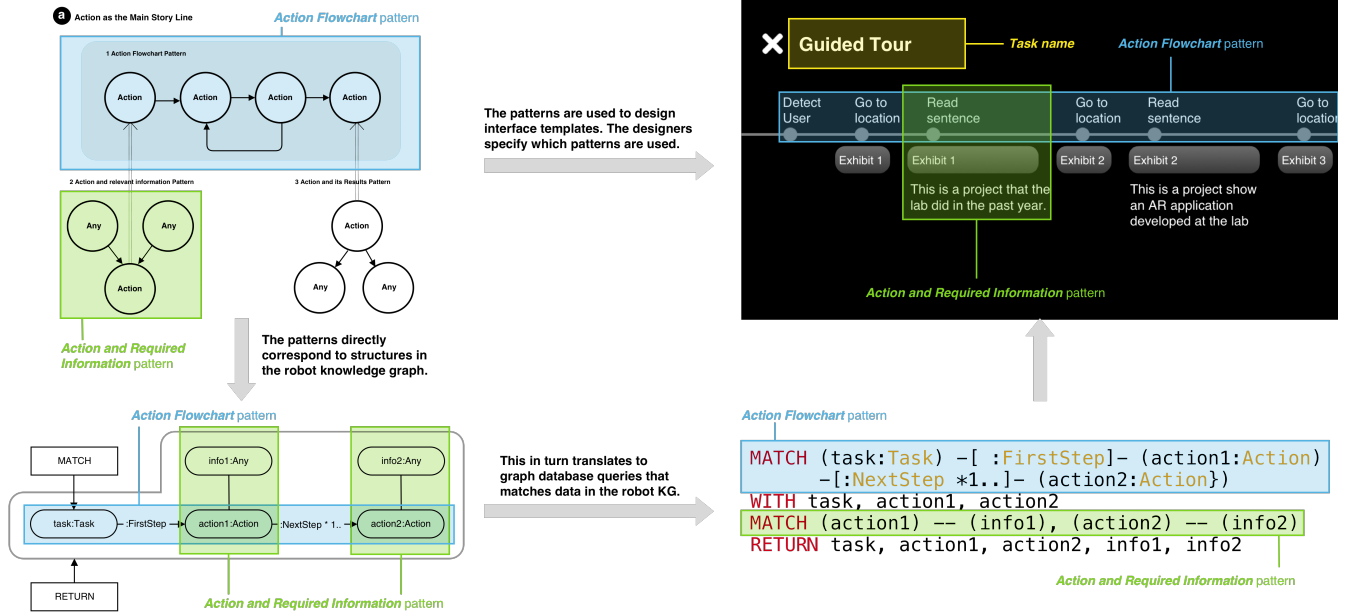 a Action as the Main Story Line
Action Flowchart pattern
1 Action Flowchart Pattern
Action
Action
Action
Action
2 Action and relevant information Pattern
3 Action and its Results Pattern
Any
Any
Action
Action
Any
Any
Action and Required
Information pattern
The patterns are used to design
interface templates. The designers
specify which patterns are used.
Guided Tour
Task name
Action Flowchart pattern
Detect
User
Go to
location
Read
sentence
Go to
location
Read
sentence
Go to
location
Exhibit 1
Exhibit 1
Exhibit 2
Exhibit 2
Exhibit 3
This is a project that the
lab did in the past year.
This is a project show
an AR application
developed at the lab
Action and Required Information pattern
The patterns directly
correspond to structures in
the robot knowledge graph.
Action Flowchart pattern
MATCH
info1:Any
info2:Any
task:Task
:FirstStep
action1:Action
:NextStep * 1..
action2:Action
RETURN
Action and Required Information pattern
This in turn translates to
graph database queries that
matches data in the robot KG.
Action Flowchart pattern
MATCH (task:Task) -[ :FirstStep]- (action1:Action)
-[:NextStep *1..]- (action2:Action})
WITH task, action1, action2
MATCH (action1) -- (info1), (action2) -- (info2)
RETURN task, action1, action2, info1, info2
Action and Required Information pattern